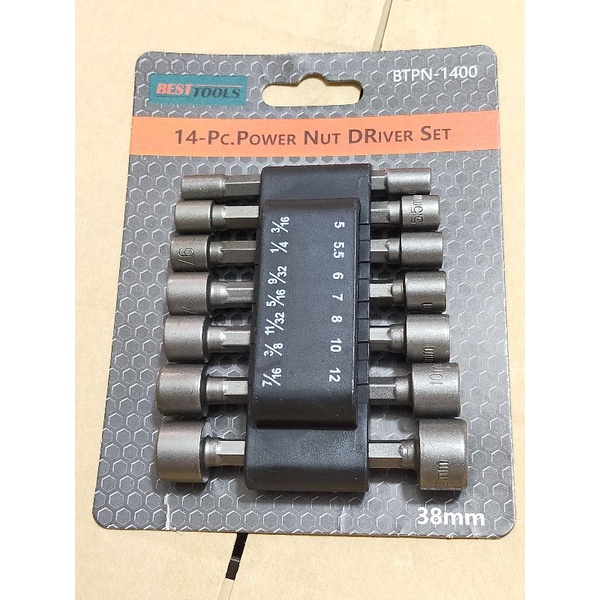 BEST TOOLS
BTPN-1400
14-PC.POWER NUT DRIVER SET
3/16 5
1/4 5.5
9/32 6
5/16 7
11/32 8
3/8 10
7/16 12
10mm
38mm